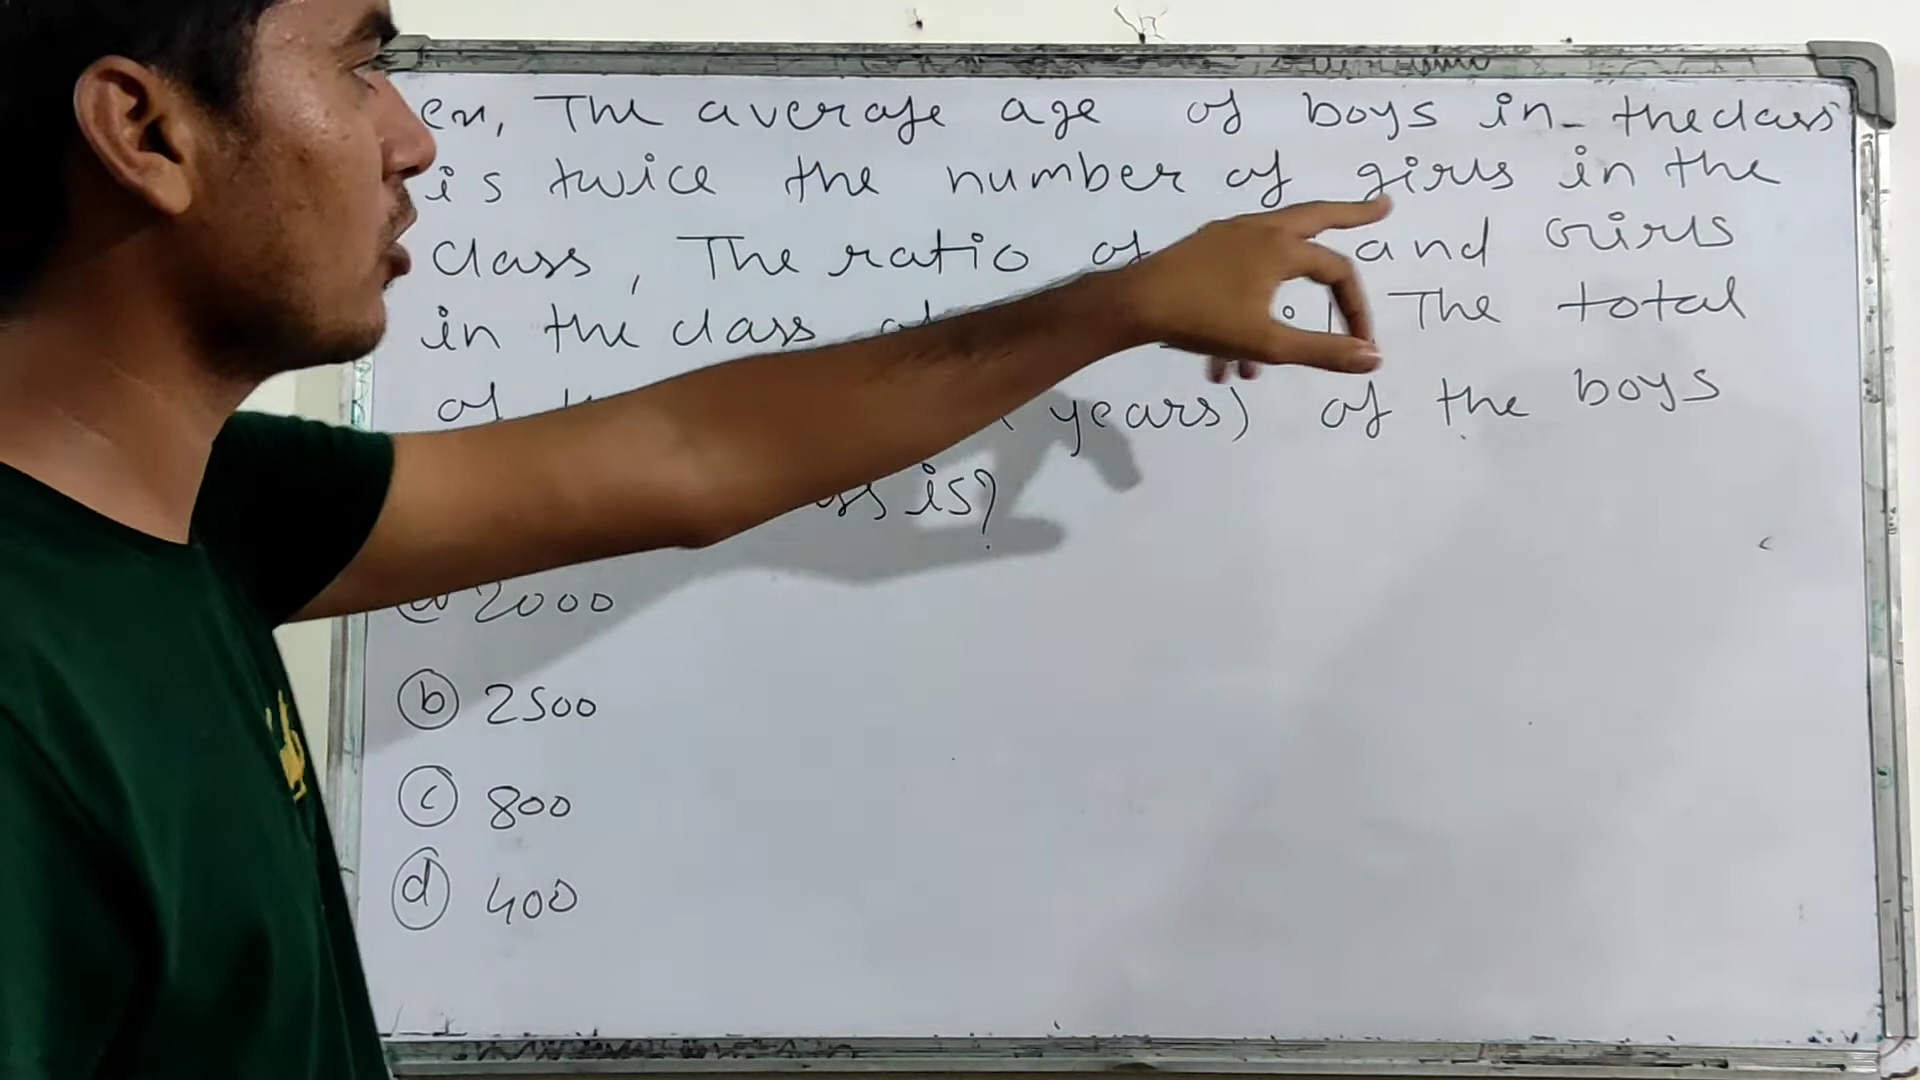 ex, The average age of boys in the class
is twice the number of girls in the
class, The ratio of and Girls
in the class The total
of years) of the boys
is?
2000
(b) 2500
(c) 800
(d) 400